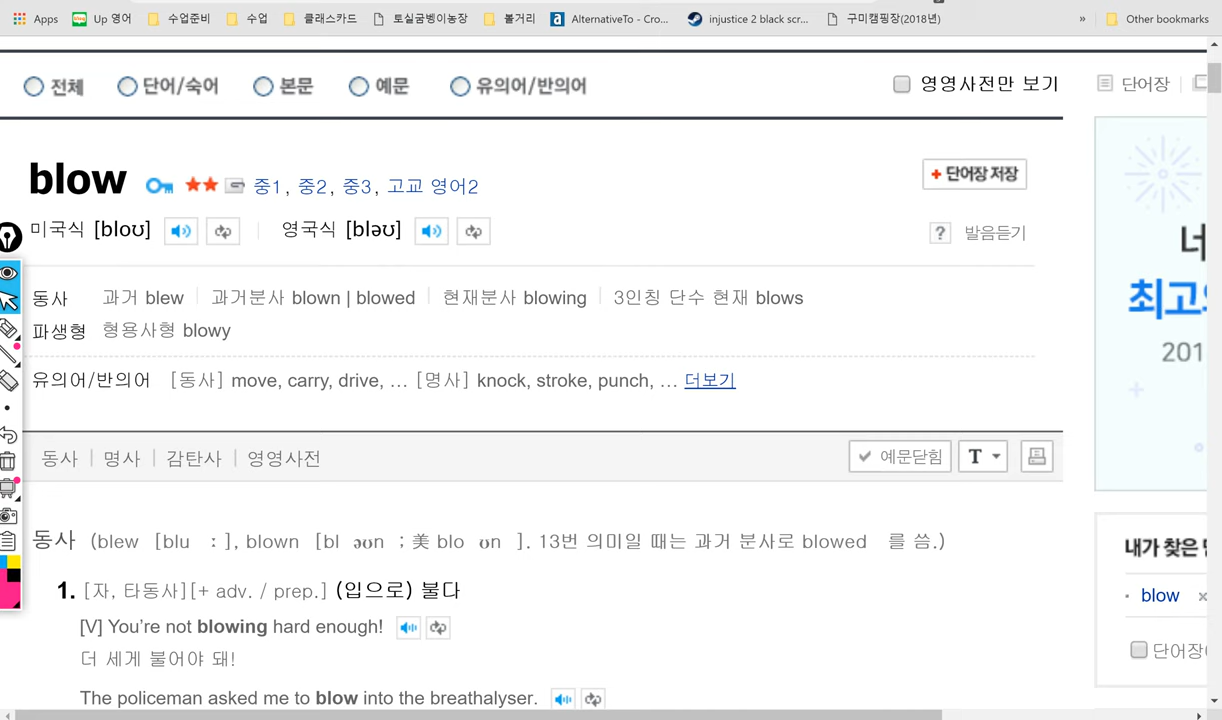 Apps Up 영어 수업준비 수업 클래스카드 토실굼벵이농장 볼거리 AlternativeTo - Cro... injustice 2 black scr... 구미캠핑장(2018년) » Other bookmarks
전체 단어/숙어 본문 예문 유의어/반의어 영영사전만 보기 단어장
blow 중1, 중2, 중3, 고교 영어2 + 단어장 저장
미국식 [bloʊ] 영국식 [bləʊ] ? 발음듣기
동사 과거 blew 과거분사 blown | blowed 현재분사 blowing 3인칭 단수 현재 blows
파생형 형용사형 blowy
유의어/반의어 [동사] move, carry, drive, … [명사] knock, stroke, punch, … 더보기
동사 명사 감탄사 영영사전 예문닫힘 T
동사 (blew [blu ː], blown [bl əʊn ; 美 blo ʊn ]. 13번 의미일 때는 과거 분사로 blowed 를 씀.)
1. [자, 타동사][+ adv. / prep.] (입으로) 불다
[V] You’re not blowing hard enough!
더 세게 불어야 돼!
The policeman asked me to blow into the breathalyser.
네
최고
201
내가 찾은
· blow ×
단어장